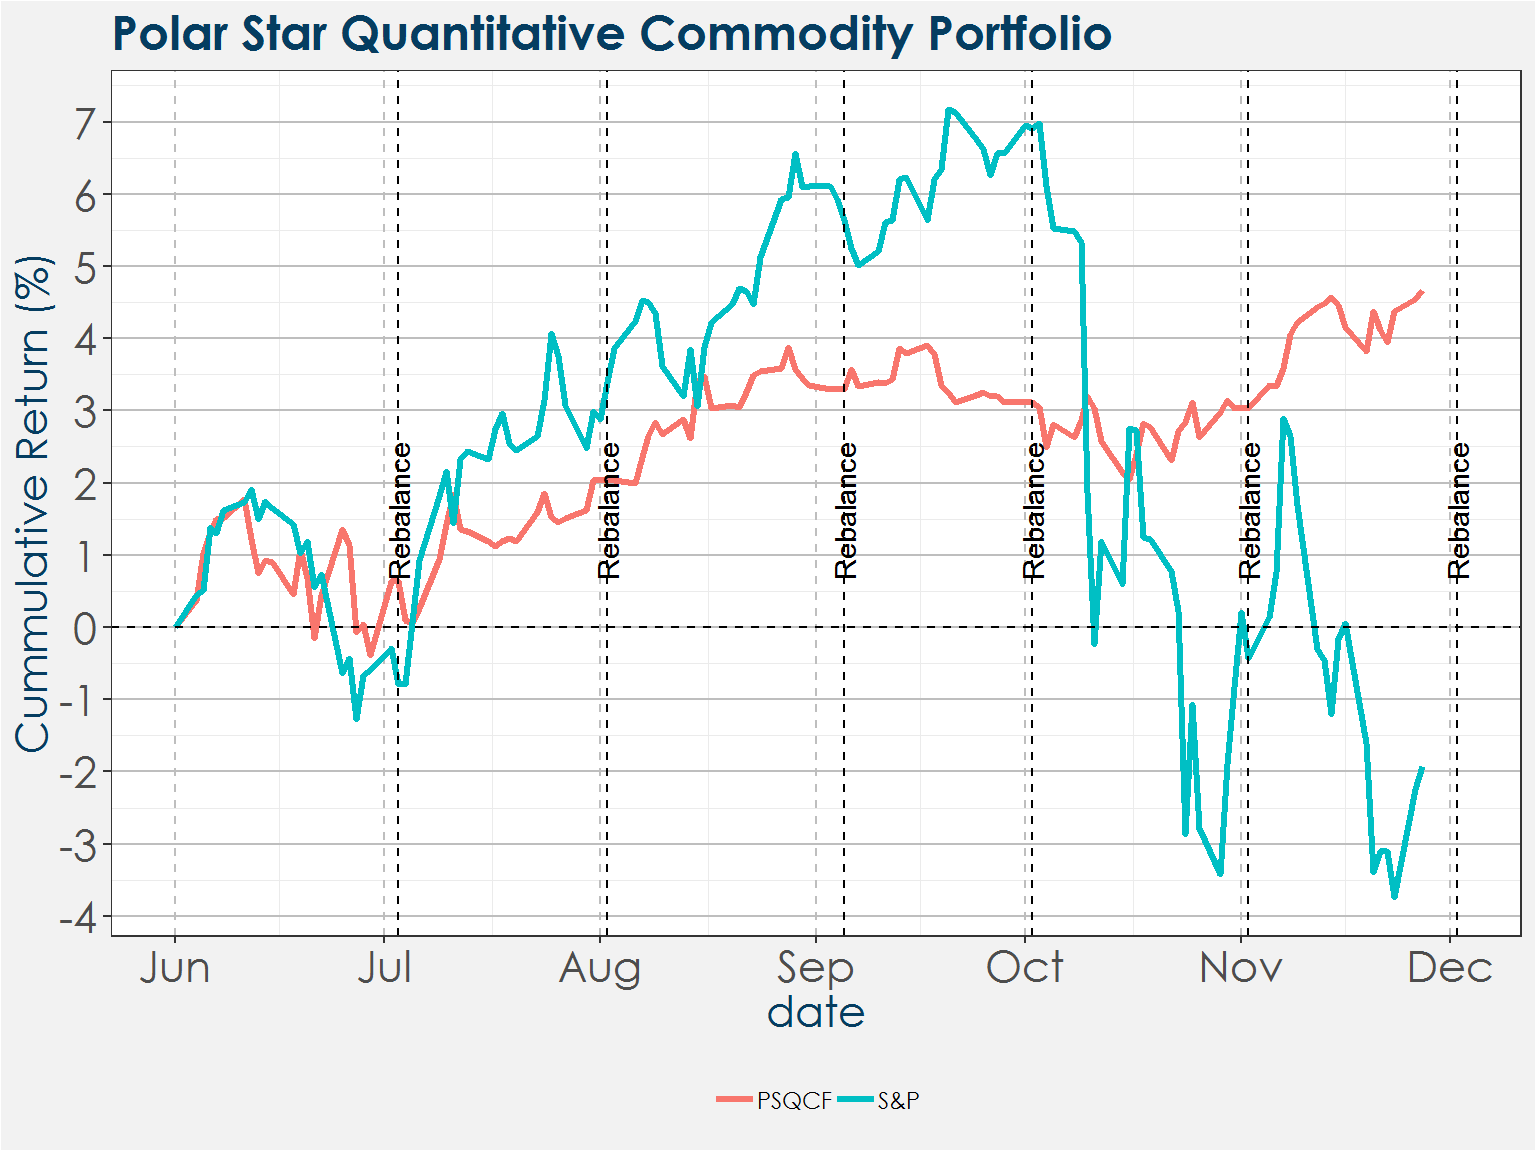 Polar Star Quantitative Commodity Portfolio
Cummulative Return (%)
7
6
5
4
3
2
1
0
-1
-2
-3
-4
Rebalance
Rebalance
Rebalance
Rebalance
Rebalance
Rebalance
Jun Jul Aug Sep Oct Nov Dec
date
PSQCF S&P